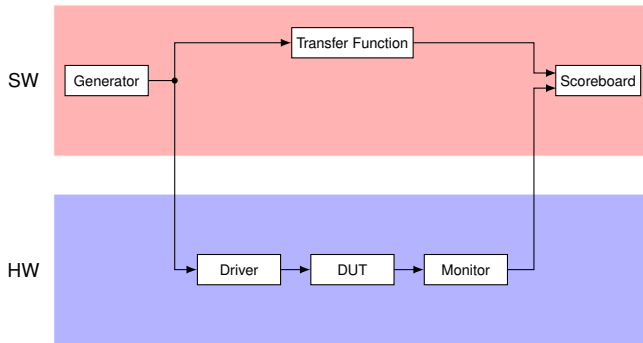 Transfer Function
SW
Generator
Scoreboard
HW
Driver
DUT
Monitor